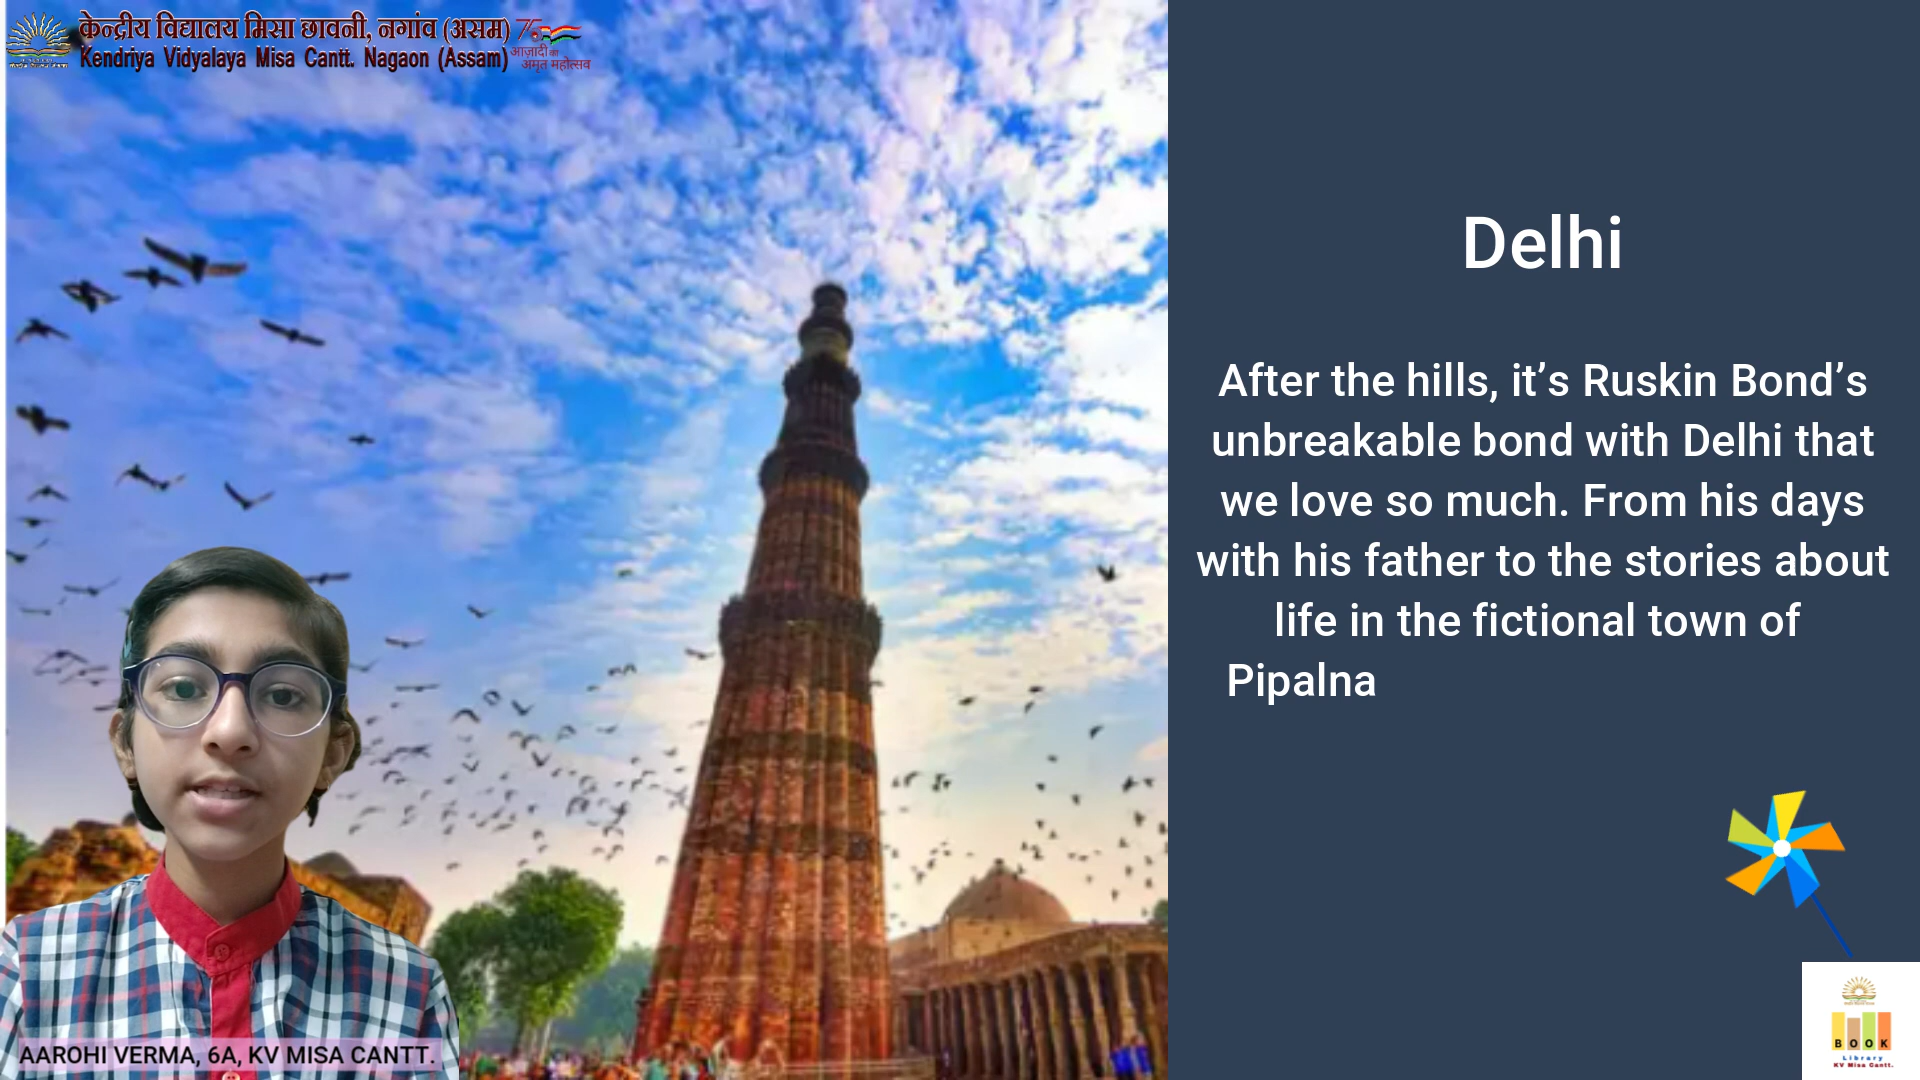 केन्द्रीय विद्यालय मिसा छावनी, नगांव (असम)
Kendriya Vidyalaya Misa Cantt. Nagaon (Assam)
आज़ादी का
अमृत महोत्सव
Delhi
After the hills, it’s Ruskin Bond’s
unbreakable bond with Delhi that
we love so much. From his days
with his father to the stories about
life in the fictional town of
Pipalna
AAROHI VERMA, 6A, KV MISA CANTT.
BOOK
Library
KV Misa Cantt.